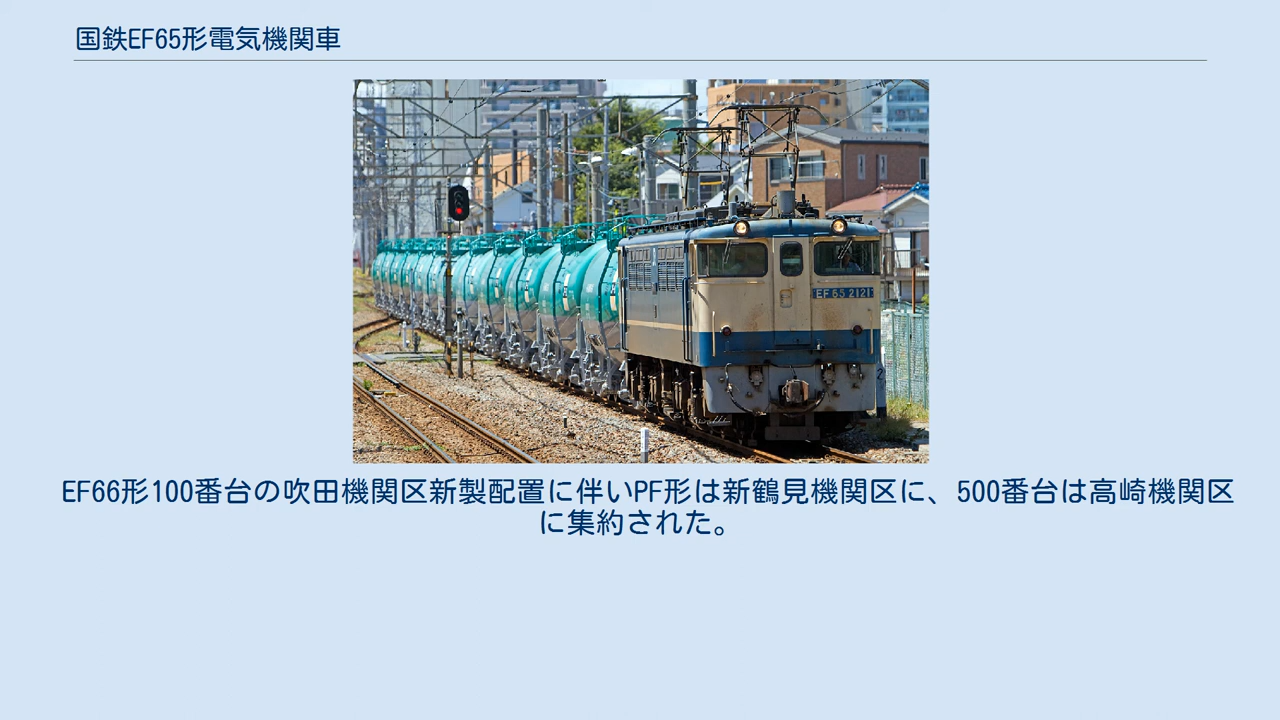 国鉄EF65形電気機関車
EF 65 2121
EF66形100番台の吹田機関区新製配置に伴いPF形は新鶴見機関区に、500番台は高崎機関区
に集約された。